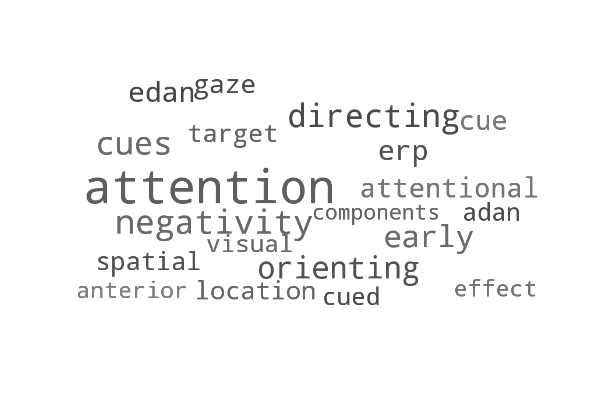 edan gaze
directing cue
cues target
erp
attention attentional
negativity components adan
visual early
spatial orienting
anterior location cued effect